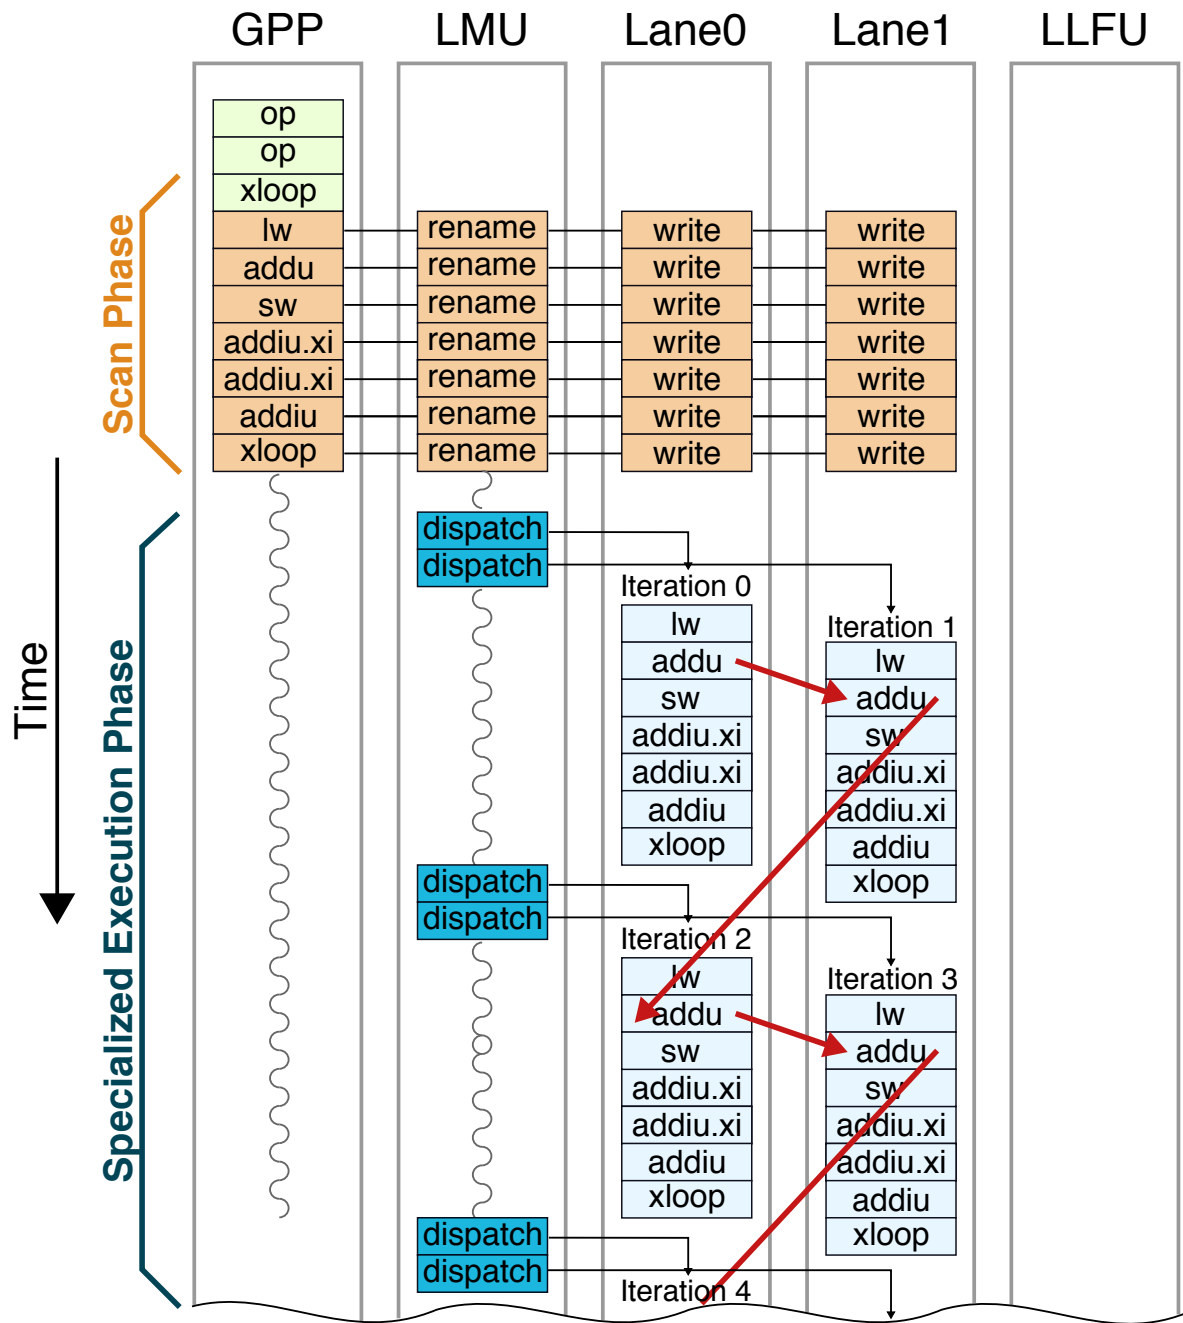 GPP LMU Lane0 Lane1 LLFU
op
op
xloop
lw rename write write
addu rename write write
sw rename write write
addiu.xi rename write write
addiu.xi rename write write
addiu rename write write
xloop rename write write
Scan Phase
Time
Specialized Execution Phase
dispatch
dispatch
Iteration 0
lw
addu
sw
addiu.xi
addiu.xi
addiu
xloop
Iteration 1
lw
addu
sw
addiu.xi
addiu.xi
addiu
xloop
dispatch
dispatch
Iteration 2
lw
addu
sw
addiu.xi
addiu.xi
addiu
xloop
Iteration 3
lw
addu
sw
addiu.xi
addiu.xi
addiu
xloop
dispatch
dispatch
Iteration 4